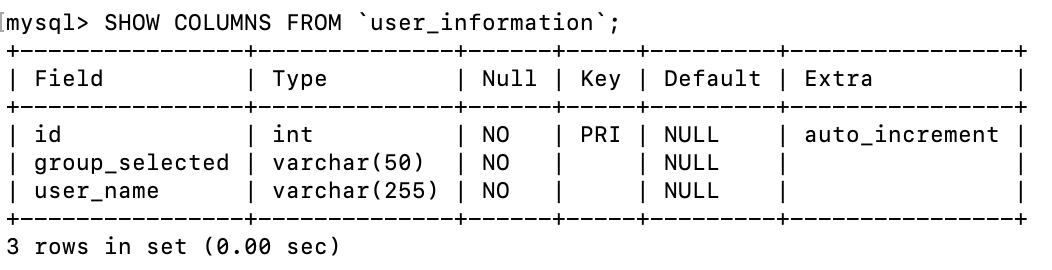 [mysql> SHOW COLUMNS FROM `user_information`;
+----------------+--------------+------+-----+---------+----------------+
| Field          | Type         | Null | Key | Default | Extra          |
+----------------+--------------+------+-----+---------+----------------+
| id             | int          | NO   | PRI | NULL    | auto_increment |
| group_selected | varchar(50)  | NO   |     | NULL    |                |
| user_name      | varchar(255) | NO   |     | NULL    |                |
+----------------+--------------+------+-----+---------+----------------+
3 rows in set (0.00 sec)